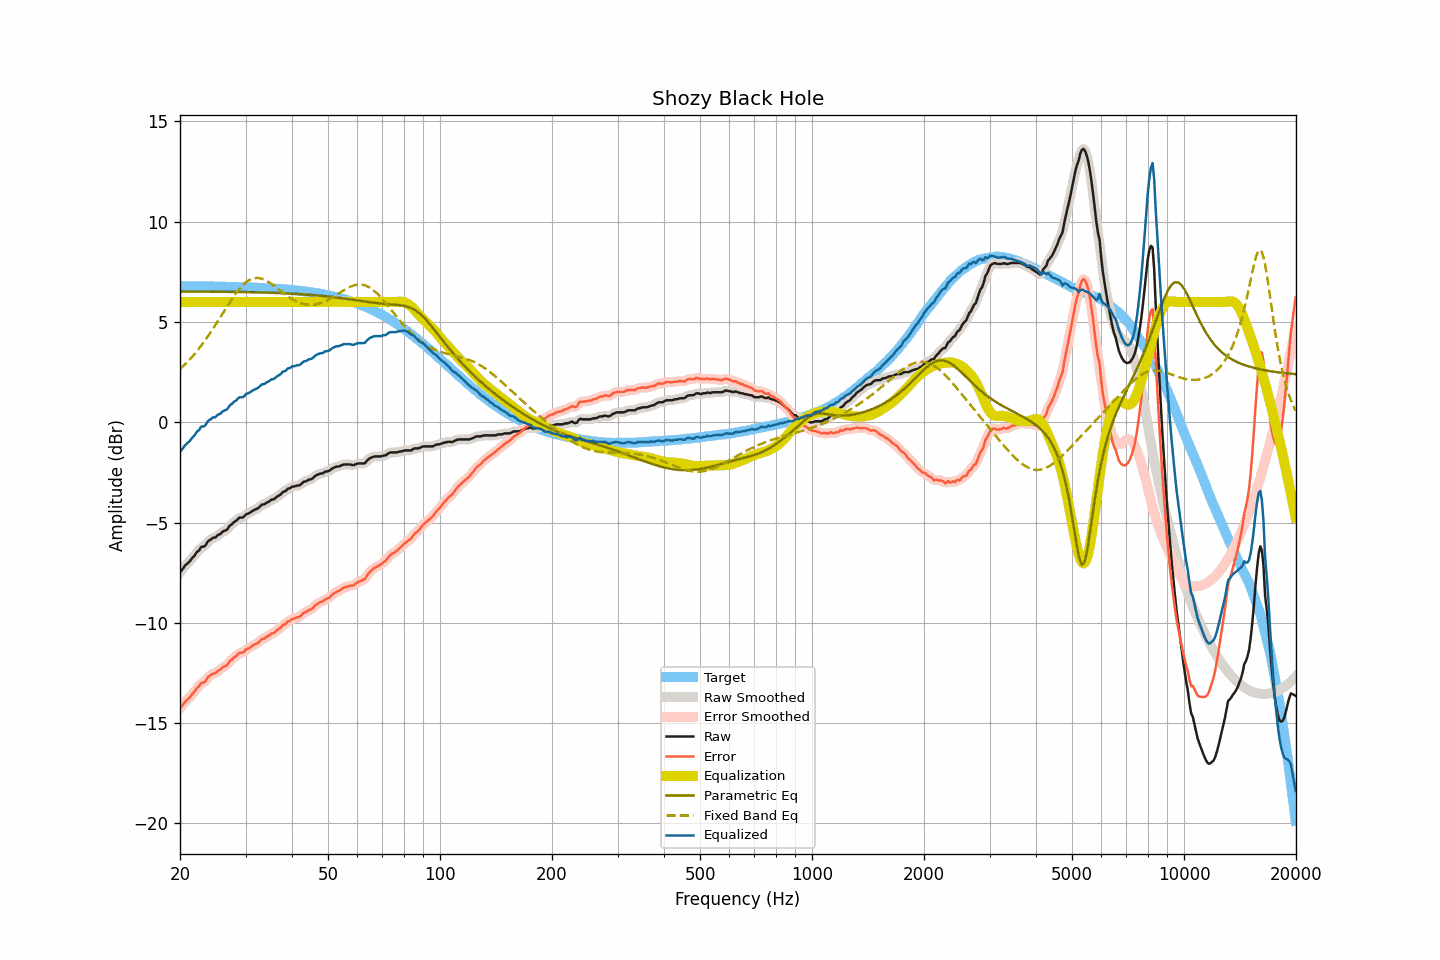 Shozy Black Hole
15
10
5
0
−5
−10
−15
−20
Amplitude (dBr)
Target
Raw Smoothed
Error Smoothed
Raw
Error
Equalization
Parametric Eq
Fixed Band Eq
Equalized
20 50 100 200 500 1000 2000 5000 10000 20000
Frequency (Hz)